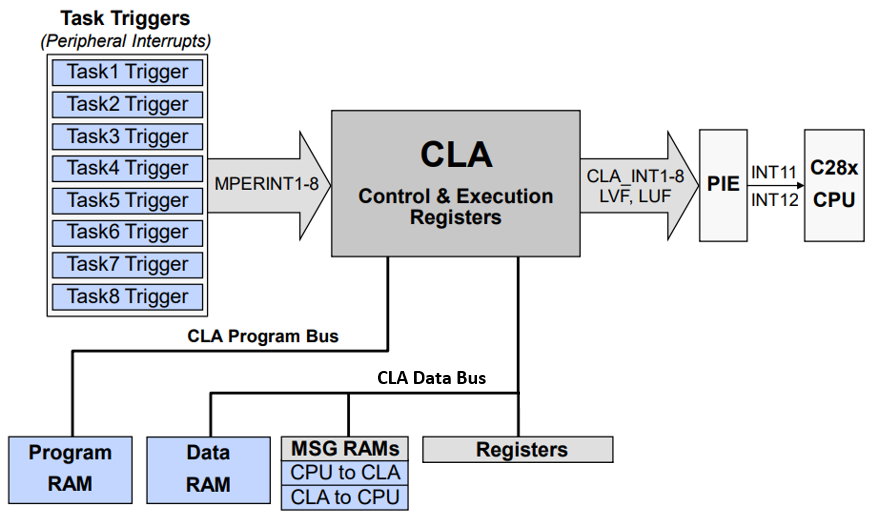 Task Triggers
(Peripheral Interrupts)
Task1 Trigger
Task2 Trigger
Task3 Trigger
Task4 Trigger
Task5 Trigger
Task6 Trigger
Task7 Trigger
Task8 Trigger
MPERINT1-8
CLA
Control & Execution
Registers
CLA_INT1-8
LVF, LUF
PIE
INT11
INT12
C28x
CPU
CLA Program Bus
CLA Data Bus
Program
RAM
Data
RAM
MSG RAMs
CPU to CLA
CLA to CPU
Registers